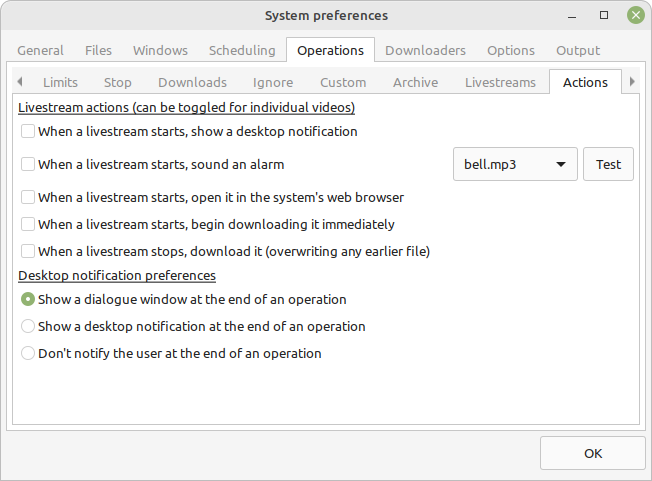 System preferences
General Files Windows Scheduling Operations Downloaders Options Output
Limits Stop Downloads Ignore Custom Archive Livestreams Actions
Livestream actions (can be toggled for individual videos)
When a livestream starts, show a desktop notification
When a livestream starts, sound an alarm bell.mp3 Test
When a livestream starts, open it in the system's web browser
When a livestream starts, begin downloading it immediately
When a livestream stops, download it (overwriting any earlier file)
Desktop notification preferences
Show a dialogue window at the end of an operation
Show a desktop notification at the end of an operation
Don't notify the user at the end of an operation
OK